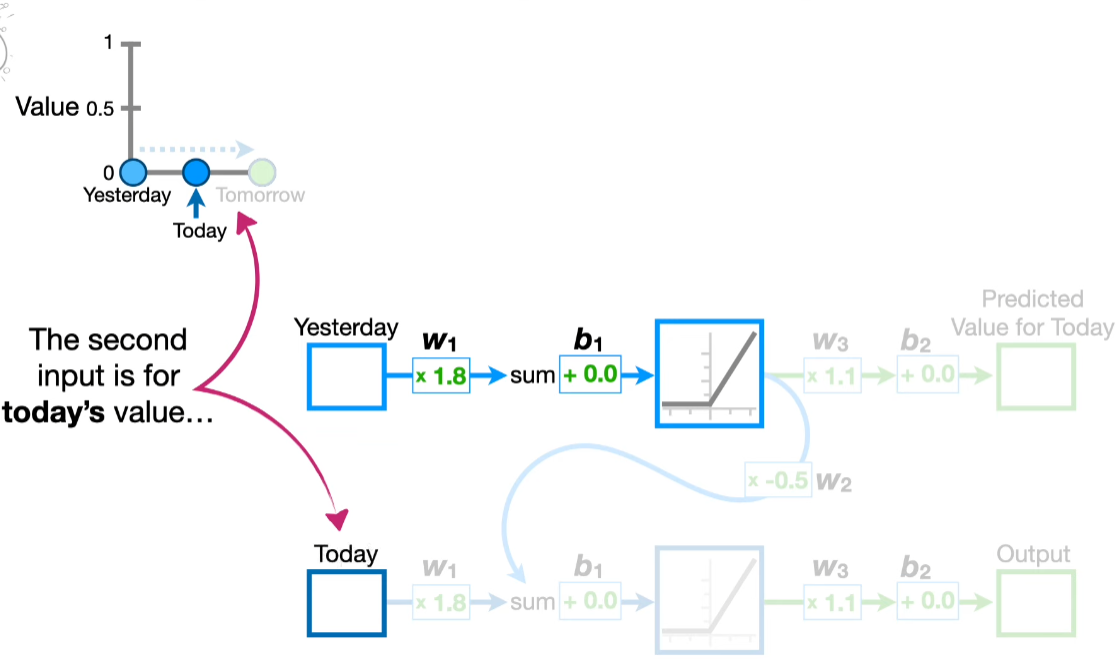 1
Value 0.5
0
Yesterday
Tomorrow
Today
The second
input is for
today's value...
Yesterday
w₁
b₁
x 1.8
sum
+ 0.0
w₃
b₂
Predicted
Value for Today
x 1.1
+ 0.0
x -0.5 w₂
Today
w₁
b₁
w₃
b₂
Output
x 1.8
sum
+ 0.0
x 1.1
+ 0.0